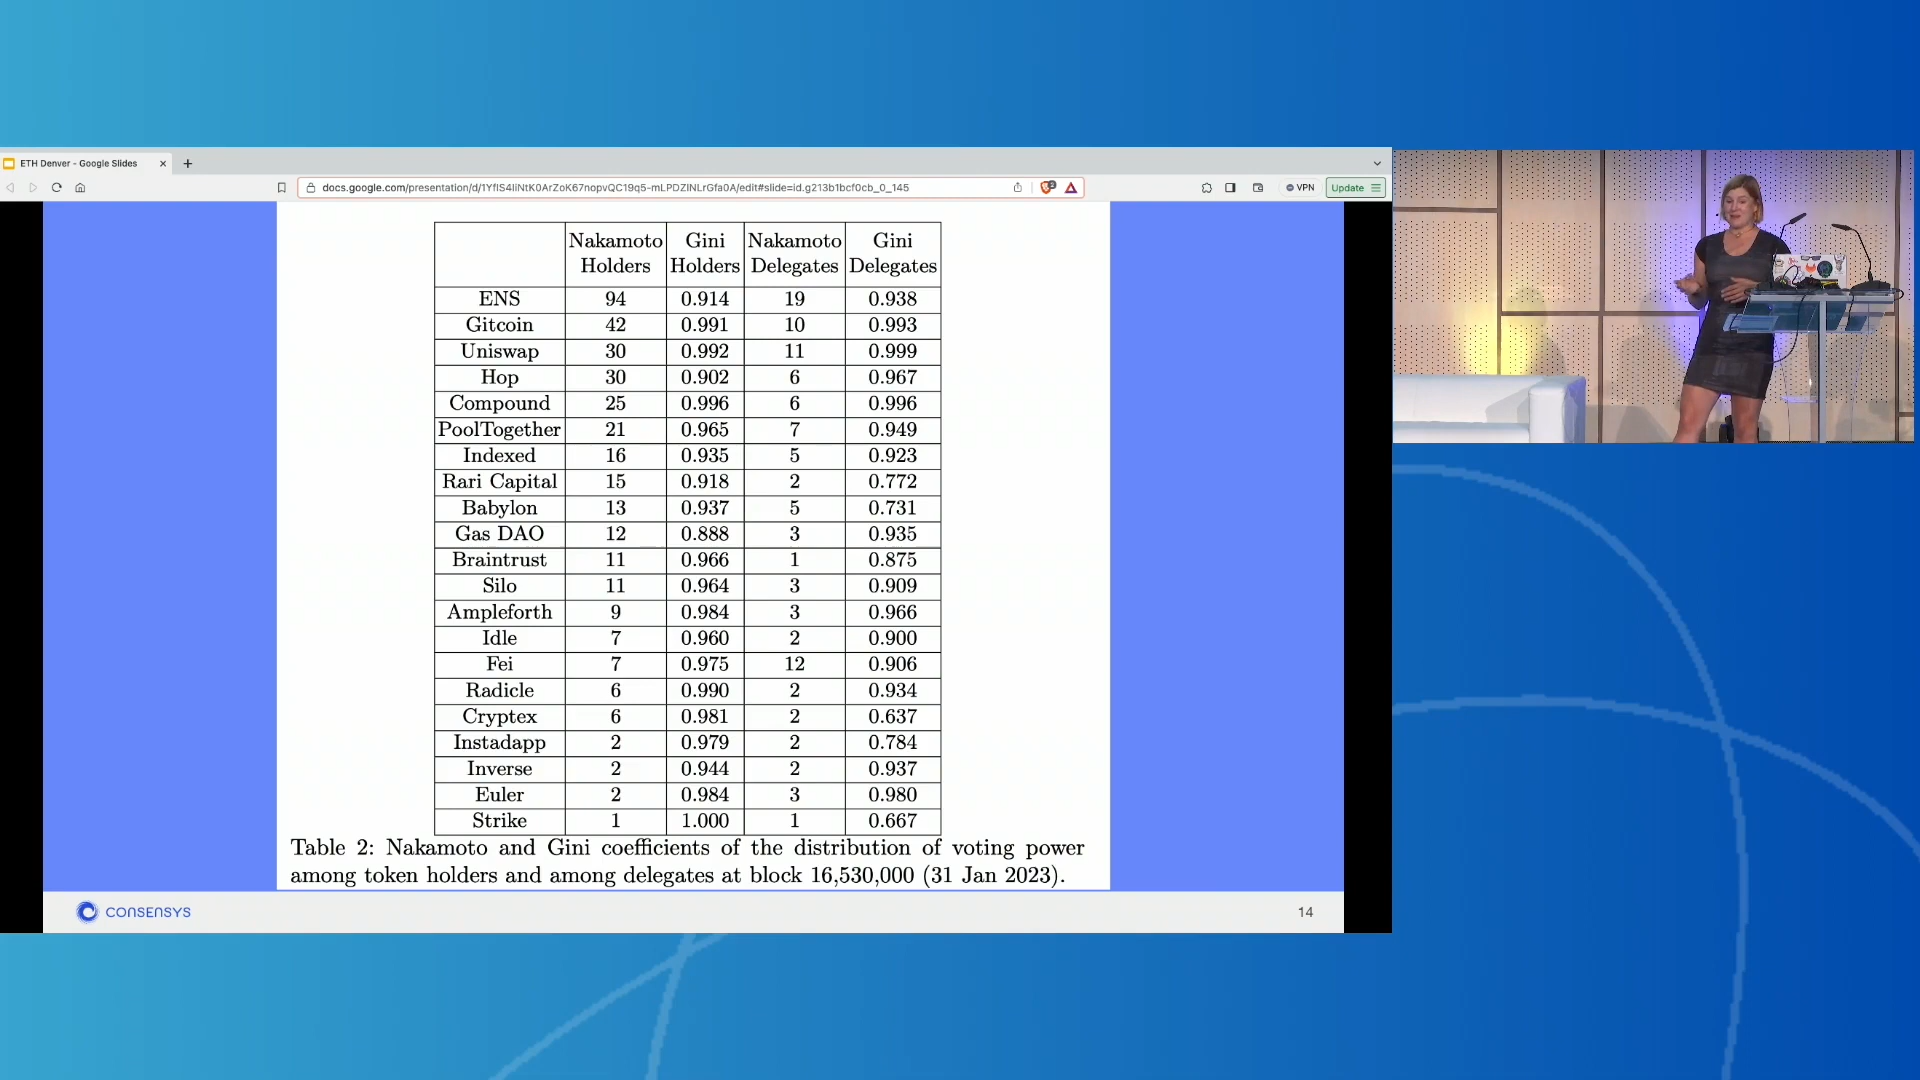 ETH Denver - Google Slides
docs.google.com/presentation/d/1YfIS4IiNtK0ArZoK67nopvQC19q5-mLPDZINLrGfa0A/edit#slide=id.g213b1bcf0cb_0_145
VPN
Update
Nakamoto Holders Gini Holders Nakamoto Delegates Gini Delegates
ENS 94 0.914 19 0.938
Gitcoin 42 0.991 10 0.993
Uniswap 30 0.992 11 0.999
Hop 30 0.902 6 0.967
Compound 25 0.996 6 0.996
PoolTogether 21 0.965 7 0.949
Indexed 16 0.935 5 0.923
Rari Capital 15 0.918 2 0.772
Babylon 13 0.937 5 0.731
Gas DAO 12 0.888 3 0.935
Braintrust 11 0.966 1 0.875
Silo 11 0.964 3 0.909
Ampleforth 9 0.984 3 0.966
Idle 7 0.960 2 0.900
Fei 7 0.975 12 0.906
Radicle 6 0.990 2 0.934
Cryptex 6 0.981 2 0.637
Instadapp 2 0.979 2 0.784
Inverse 2 0.944 2 0.937
Euler 2 0.984 3 0.980
Strike 1 1.000 1 0.667
Table 2: Nakamoto and Gini coefficients of the distribution of voting power
among token holders and among delegates at block 16,530,000 (31 Jan 2023).
CONSENSYS
14